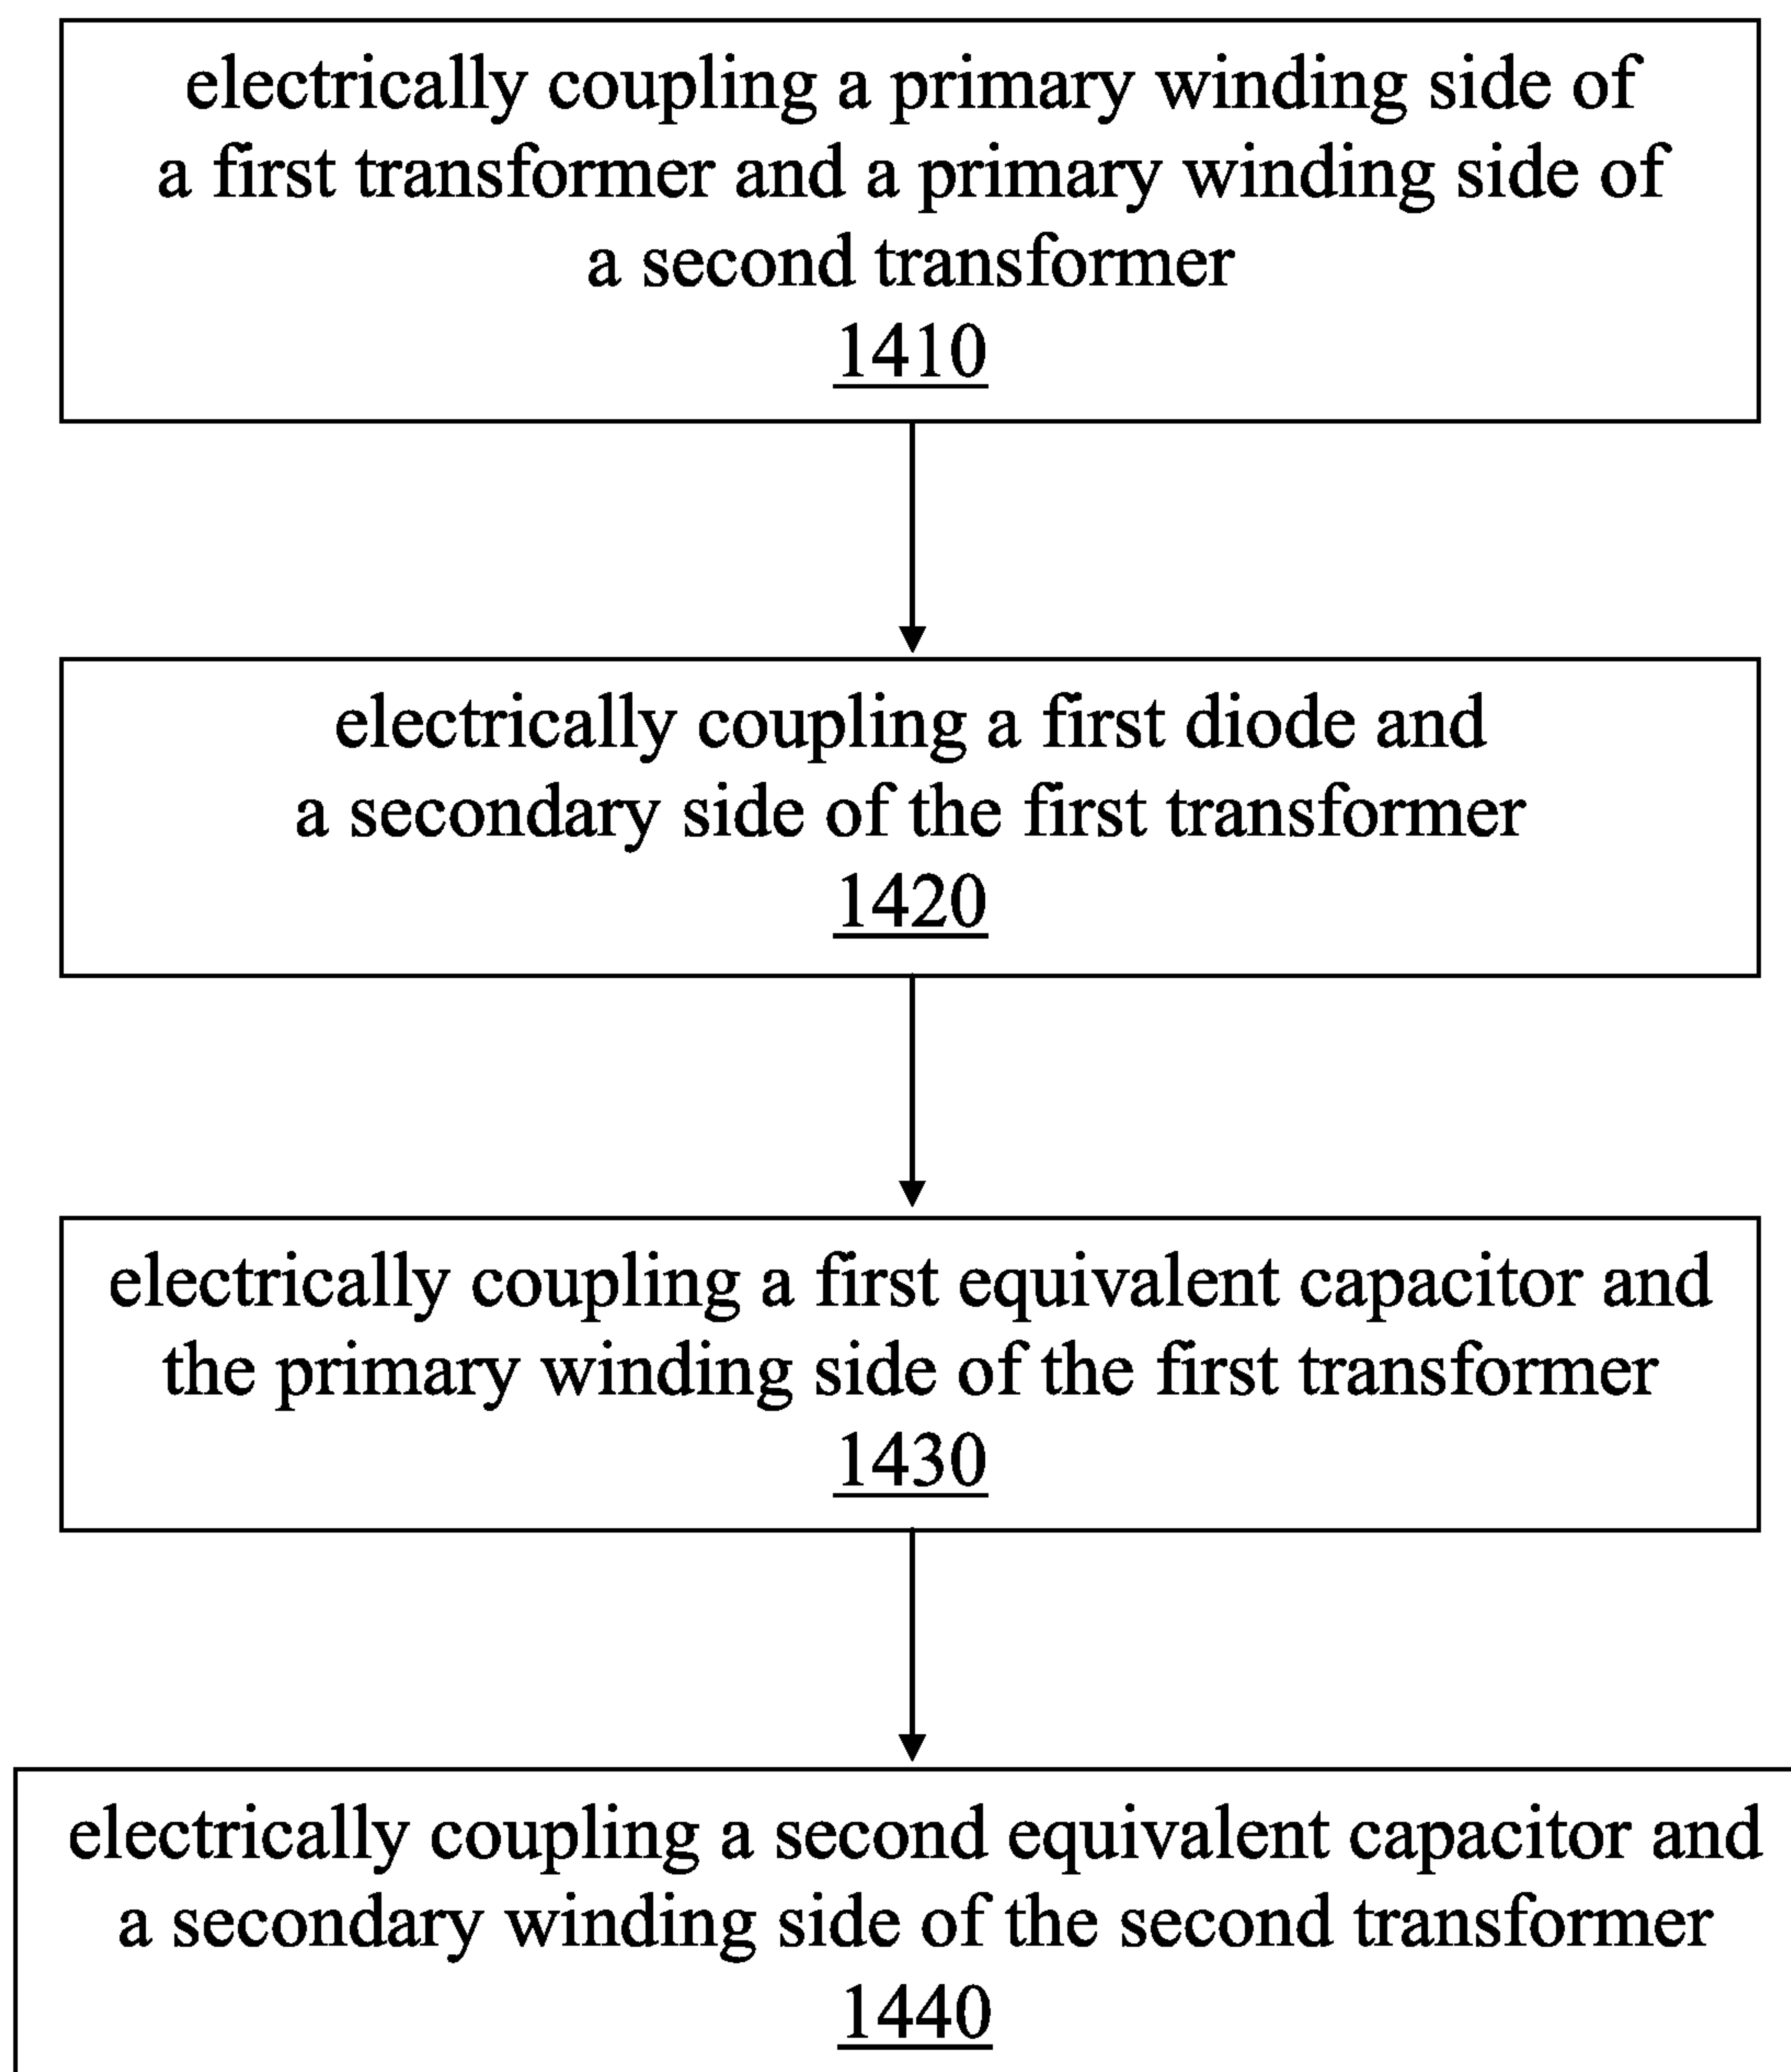 electrically coupling a primary winding side of
a first transformer and a primary winding side of
a second transformer
1410
electrically coupling a first diode and
a secondary side of the first transformer
1420
electrically coupling a first equivalent capacitor and
the primary winding side of the first transformer
1430
electrically coupling a second equivalent capacitor and
a secondary winding side of the second transformer
1440